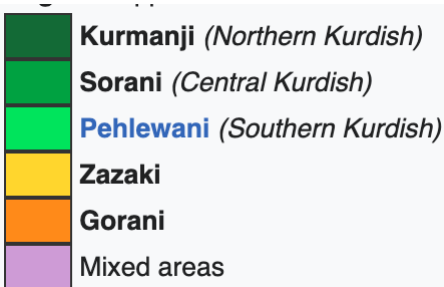 Kurmanji (Northern Kurdish)
Sorani (Central Kurdish)
Pehlewani (Southern Kurdish)
Zazaki
Gorani
Mixed areas